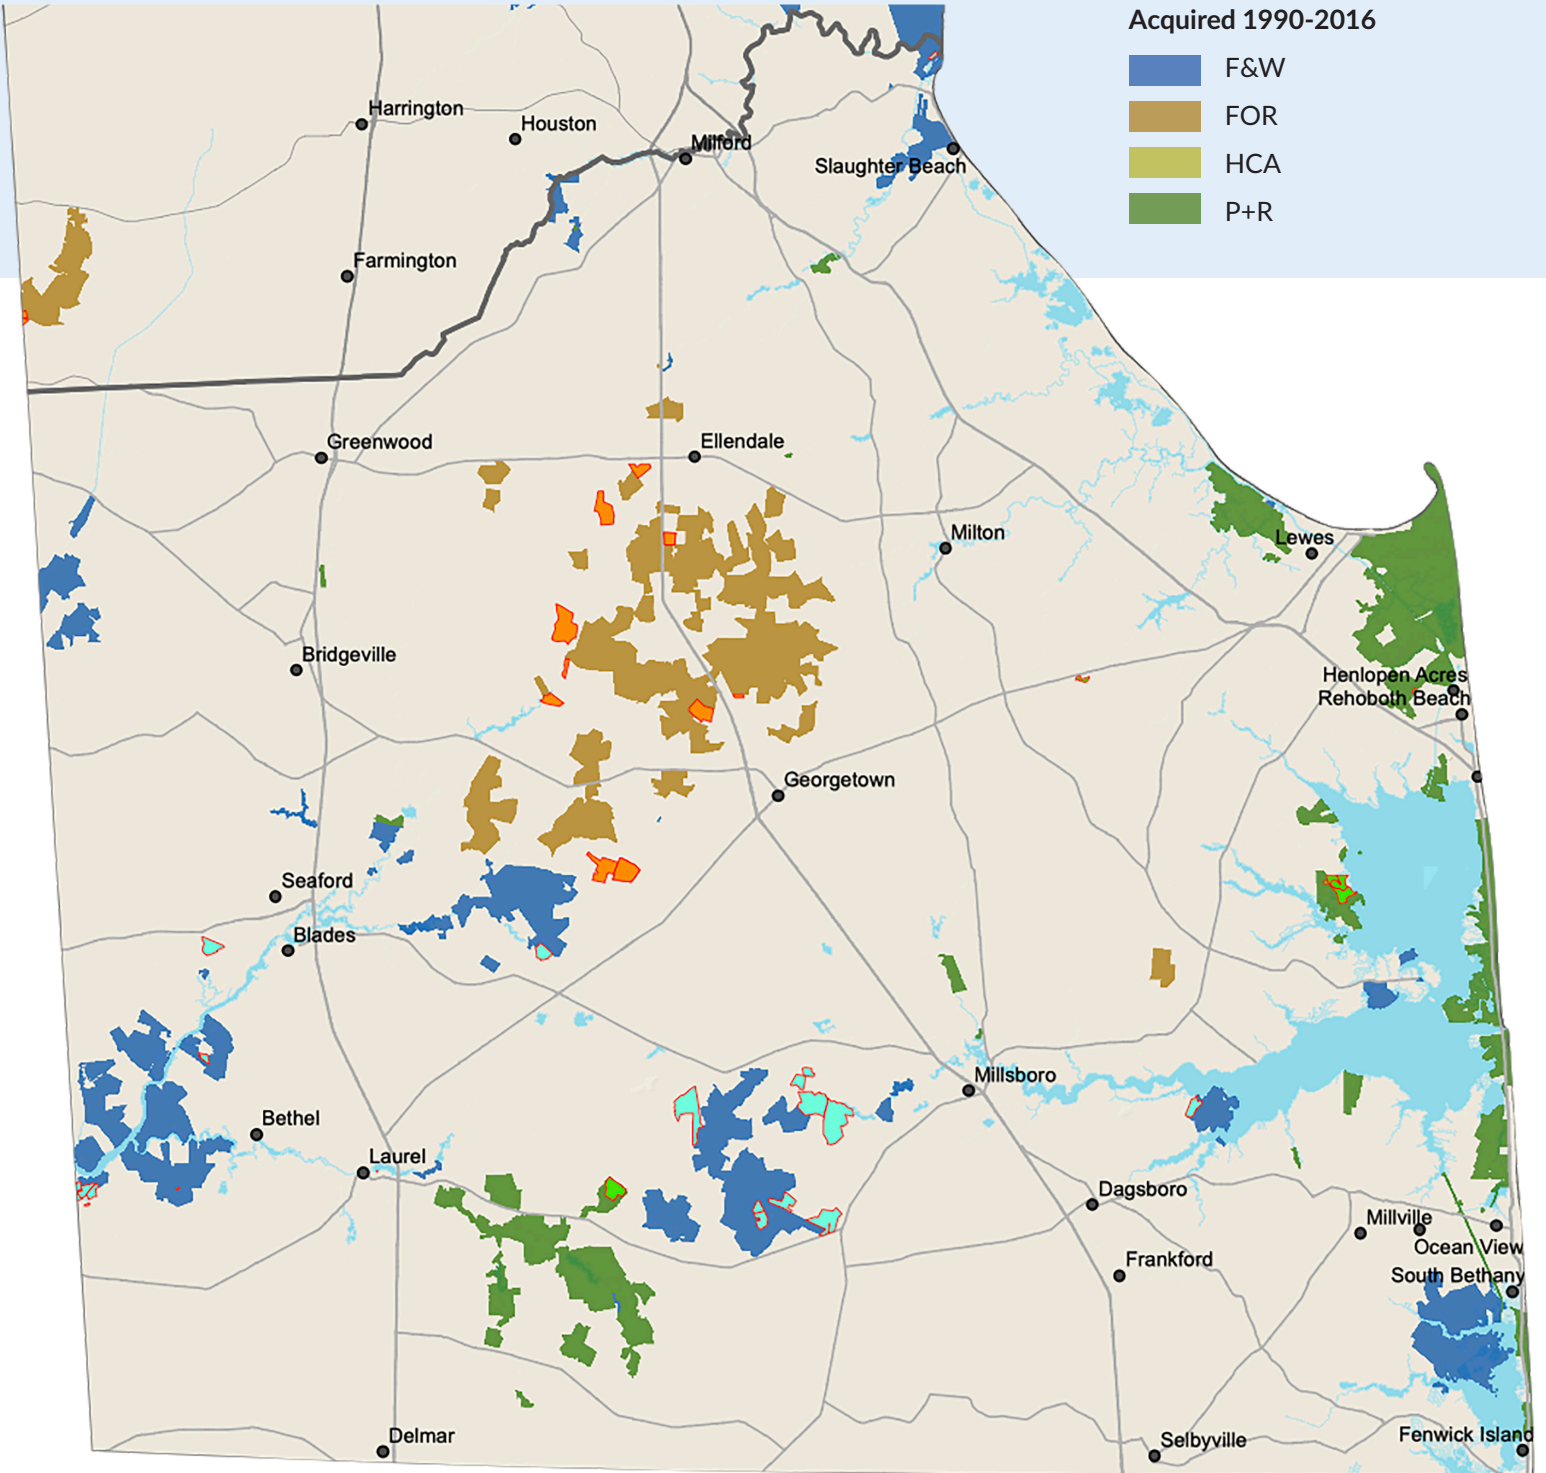 Acquired 1990-2016
F&W
FOR
HCA
P+R
Harrington
Houston
Milford
Slaughter Beach
Farmington
Greenwood
Ellendale
Milton
Lewes
Bridgeville
Henlopen Acres
Rehoboth Beach
Georgetown
Seaford
Blades
Millsboro
Bethel
Laurel
Dagsboro
Millville
Ocean View
Frankford
South Bethany
Delmar
Selbyville
Fenwick Island